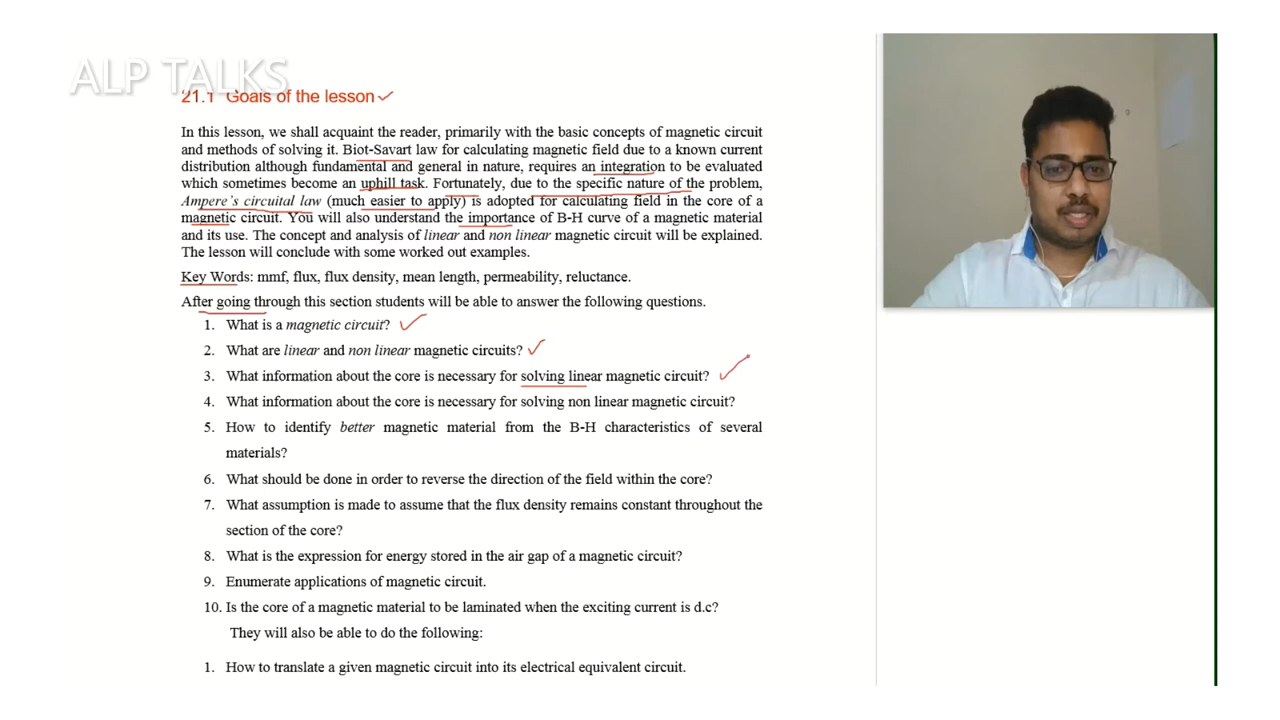 ALP TALKS
21.1 Goals of the lesson
In this lesson, we shall acquaint the reader, primarily with the basic concepts of magnetic circuit
and methods of solving it. Biot-Savart law for calculating magnetic field due to a known current
distribution although fundamental and general in nature, requires an integration to be evaluated
which sometimes become an uphill task. Fortunately, due to the specific nature of the problem,
Ampere's circuital law (much easier to apply) is adopted for calculating field in the core of a
magnetic circuit. You will also understand the importance of B-H curve of a magnetic material
and its use. The concept and analysis of linear and non linear magnetic circuit will be explained.
The lesson will conclude with some worked out examples.
Key Words: mmf, flux, flux density, mean length, permeability, reluctance.
After going through this section students will be able to answer the following questions.
1. What is a magnetic circuit?
2. What are linear and non linear magnetic circuits?
3. What information about the core is necessary for solving linear magnetic circuit?
4. What information about the core is necessary for solving non linear magnetic circuit?
5. How to identify better magnetic material from the B-H characteristics of several
materials?
6. What should be done in order to reverse the direction of the field within the core?
7. What assumption is made to assume that the flux density remains constant throughout the
section of the core?
8. What is the expression for energy stored in the air gap of a magnetic circuit?
9. Enumerate applications of magnetic circuit.
10. Is the core of a magnetic material to be laminated when the exciting current is d.c?
They will also be able to do the following:
1. How to translate a given magnetic circuit into its electrical equivalent circuit.